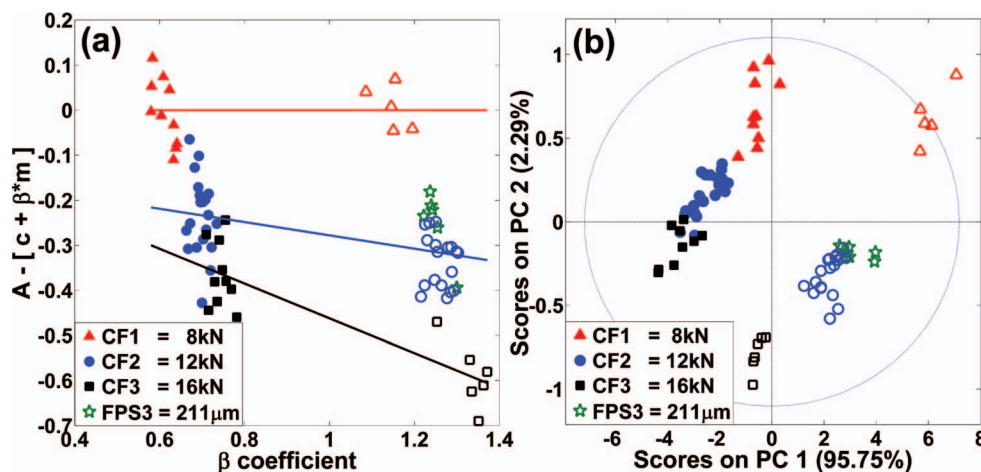 (a)
0.2
0.1
0
-0.1
-0.2
-0.3
-0.4
-0.5
-0.6
-0.7
A - [ c + β*m ]
CF1 = 8kN
CF2 = 12kN
CF3 = 16kN
FPS3 = 211μm
0.4 0.6 0.8 1 1.2 1.4
β coefficient
(b)
1
0.5
0
-0.5
-1
Scores on PC 2 (2.29%)
CF1 = 8kN
CF2 = 12kN
CF3 = 16kN
FPS3 = 211μm
-6 -4 -2 0 2 4 6 8
Scores on PC 1 (95.75%)